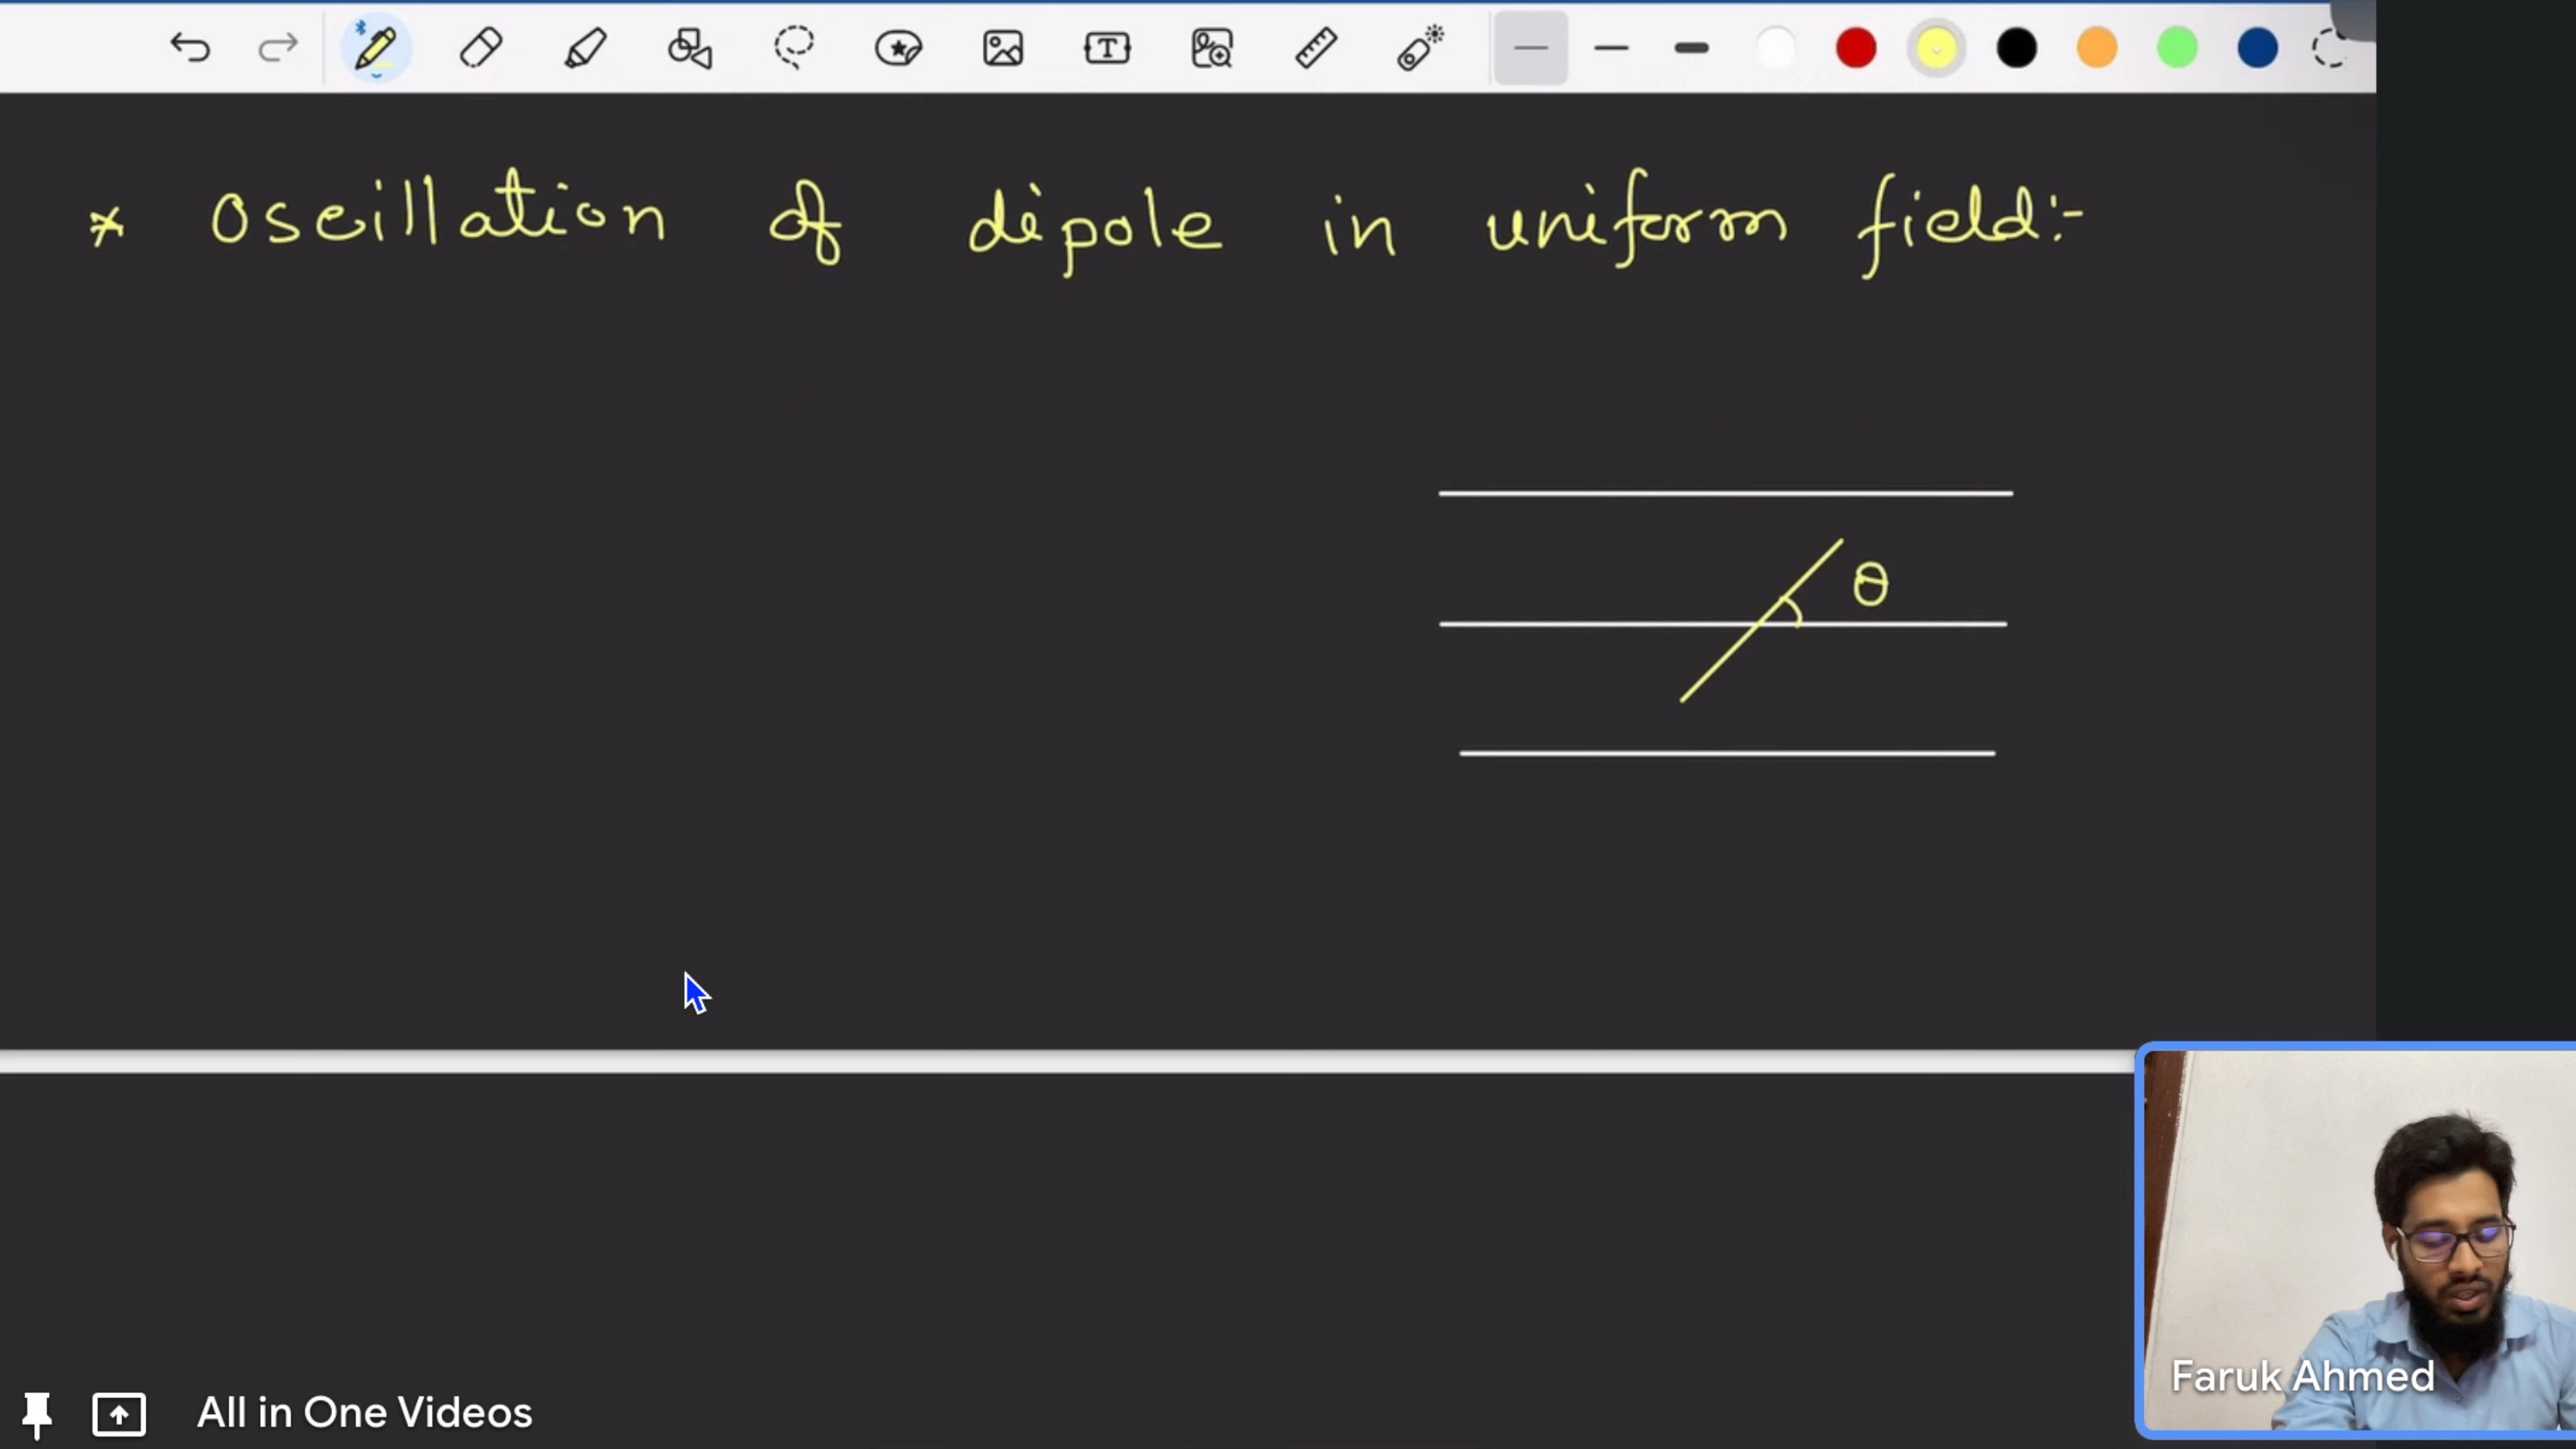 * Oscillation of dipole in uniform field:-
θ
Faruk Ahmed
All in One Videos